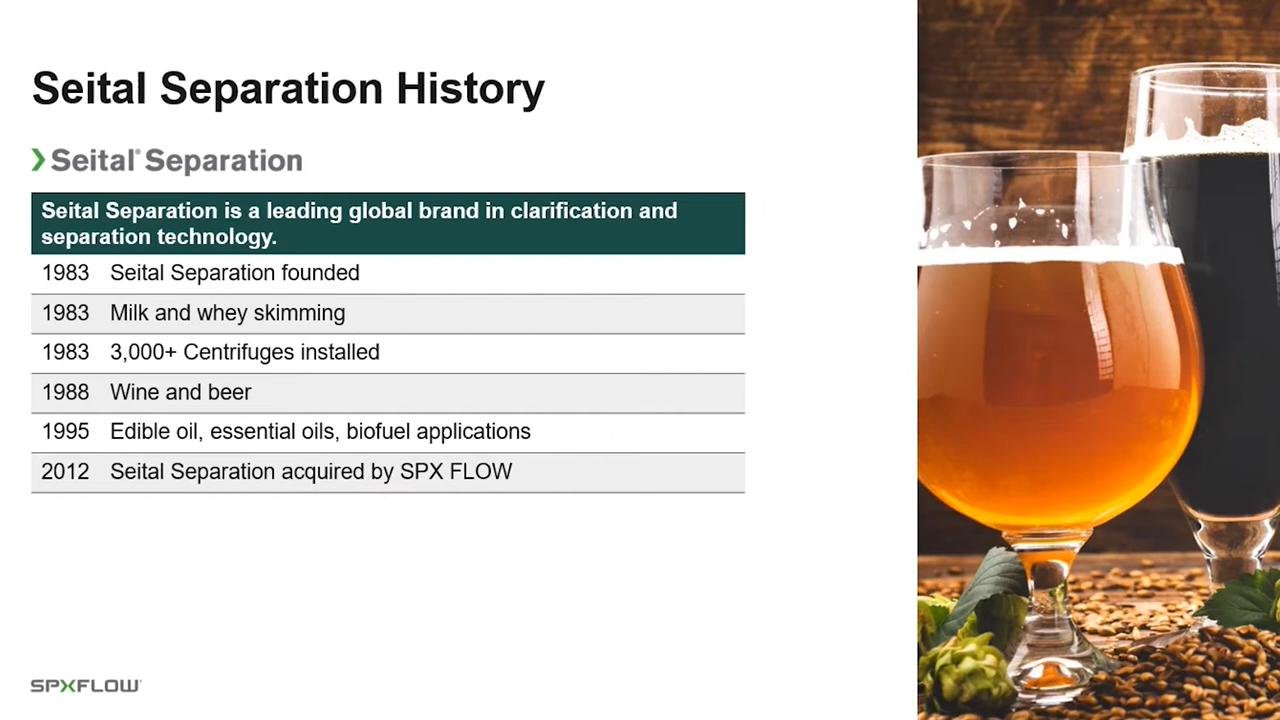 Seital Separation History
Seital® Separation
Seital Separation is a leading global brand in clarification and
separation technology.
1983 Seital Separation founded
1983 Milk and whey skimming
1983 3,000+ Centrifuges installed
1988 Wine and beer
1995 Edible oil, essential oils, biofuel applications
2012 Seital Separation acquired by SPX FLOW
SPXFLOW